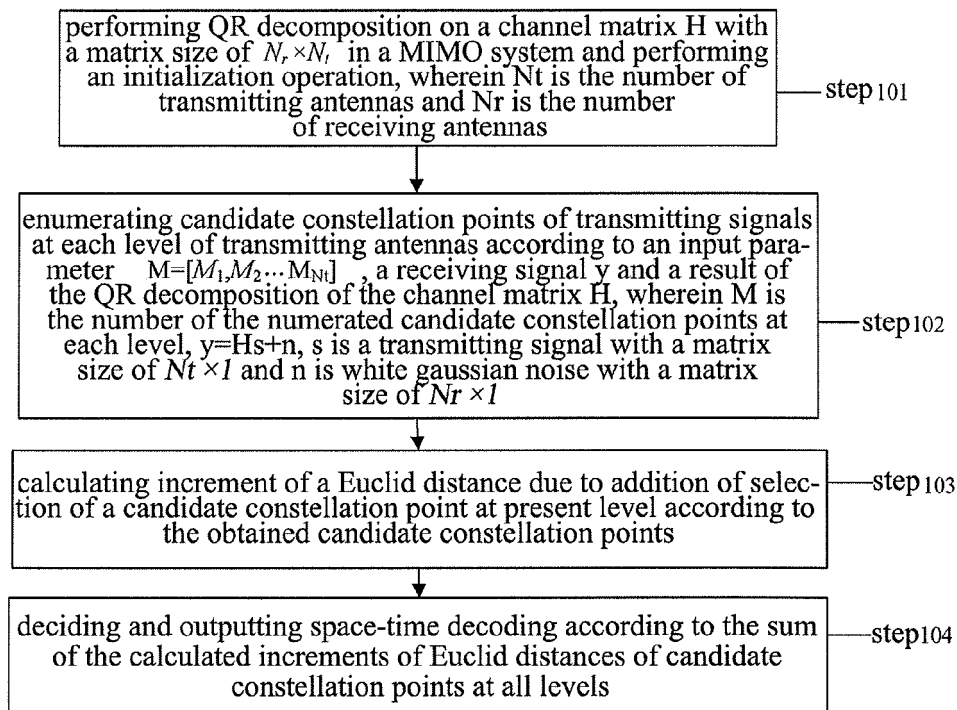 performing QR decomposition on a channel matrix H with
a matrix size of Nr×Nt in a MIMO system and performing
an initialization operation, wherein Nt is the number of
transmitting antennas and Nr is the number
of receiving antennas
step101
enumerating candidate constellation points of transmitting signals
at each level of transmitting antennas according to an input para-
meter M=[M1,M2...MNt] , a receiving signal y and a result of
the QR decomposition of the channel matrix H, wherein M is
the number of the numerated candidate constellation points at
each level, y=Hs+n, s is a transmitting signal with a matrix
size of Nt ×1 and n is white gaussian noise with a matrix
size of Nr ×1
step102
calculating increment of a Euclid distance due to addition of selec-
tion of a candidate constellation point at present level according to
the obtained candidate constellation points
step103
deciding and outputting space-time decoding according to the sum
of the calculated increments of Euclid distances of candidate
constellation points at all levels
step104